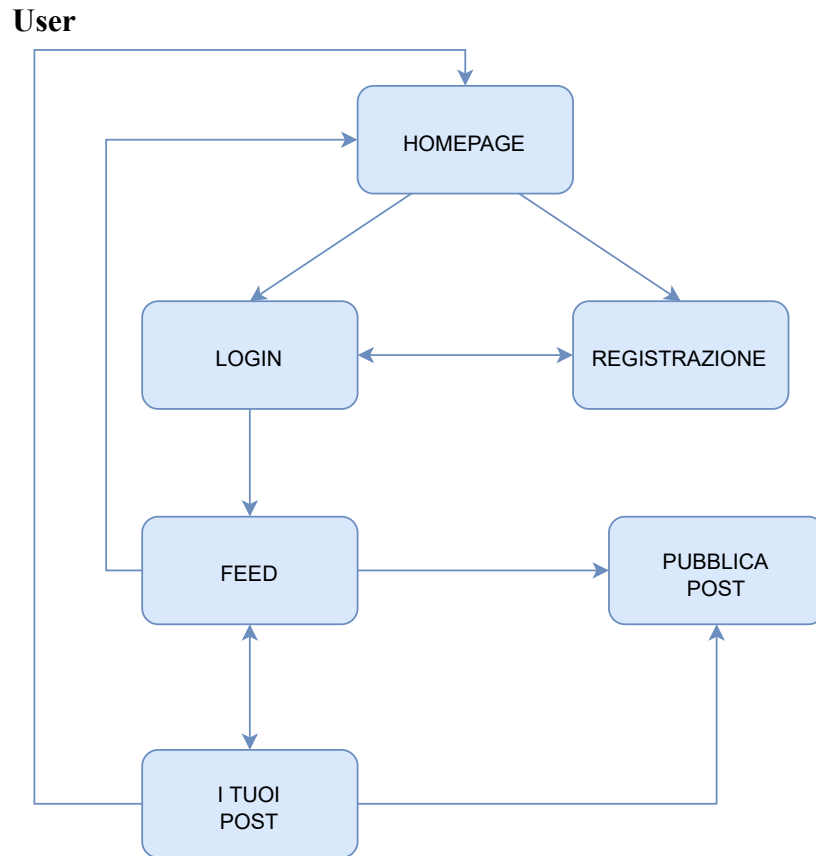 User
HOMEPAGE
LOGIN
REGISTRAZIONE
FEED
PUBBLICA
POST
I TUOI
POST